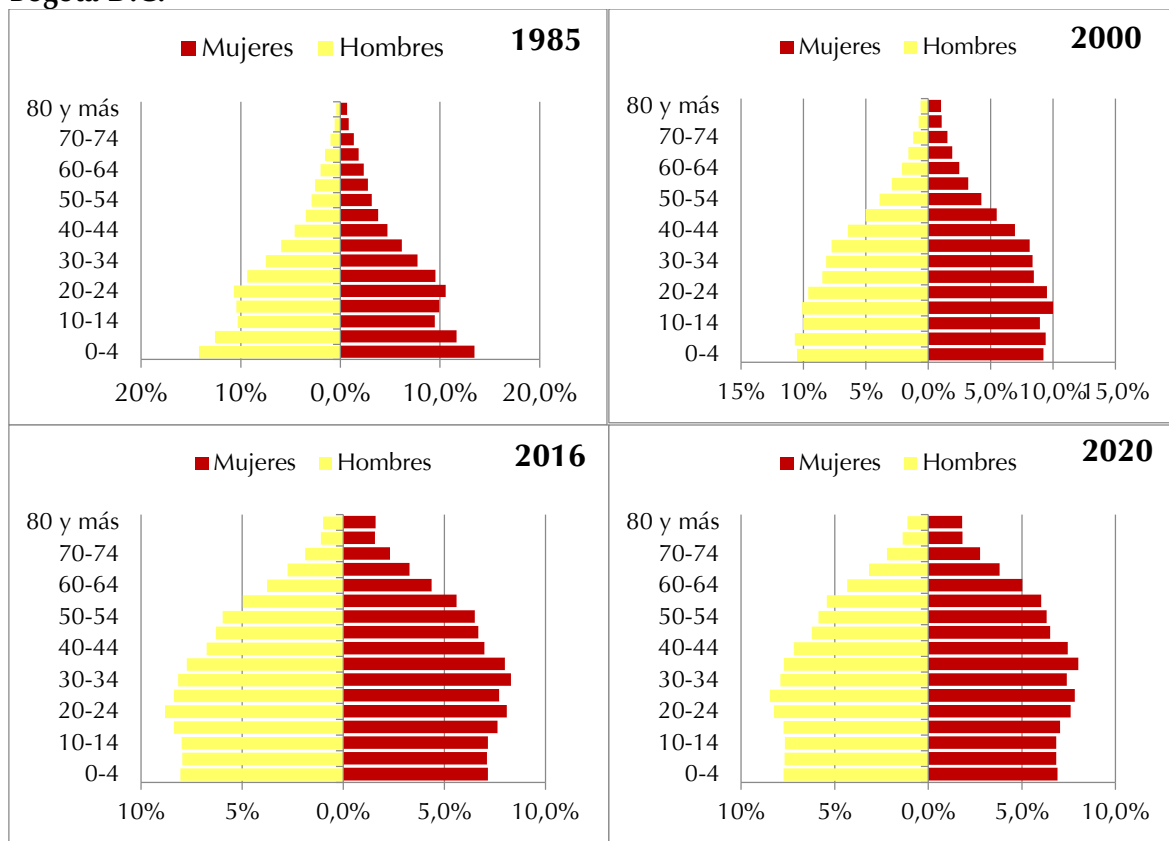 Bogotá D.C.
Mujeres Hombres 1985
80 y más
70-74
60-64
50-54
40-44
30-34
20-24
10-14
0-4
20% 10% 0,0% 10,0% 20,0%
Mujeres Hombres 2000
80 y más
70-74
60-64
50-54
40-44
30-34
20-24
10-14
0-4
15% 10% 5% 0,0% 5,0% 10,0% 15,0%
Mujeres Hombres 2016
80 y más
70-74
60-64
50-54
40-44
30-34
20-24
10-14
0-4
10% 5% 0,0% 5,0% 10,0%
Mujeres Hombres 2020
80 y más
70-74
60-64
50-54
40-44
30-34
20-24
10-14
0-4
10% 5% 0,0% 5,0% 10,0%